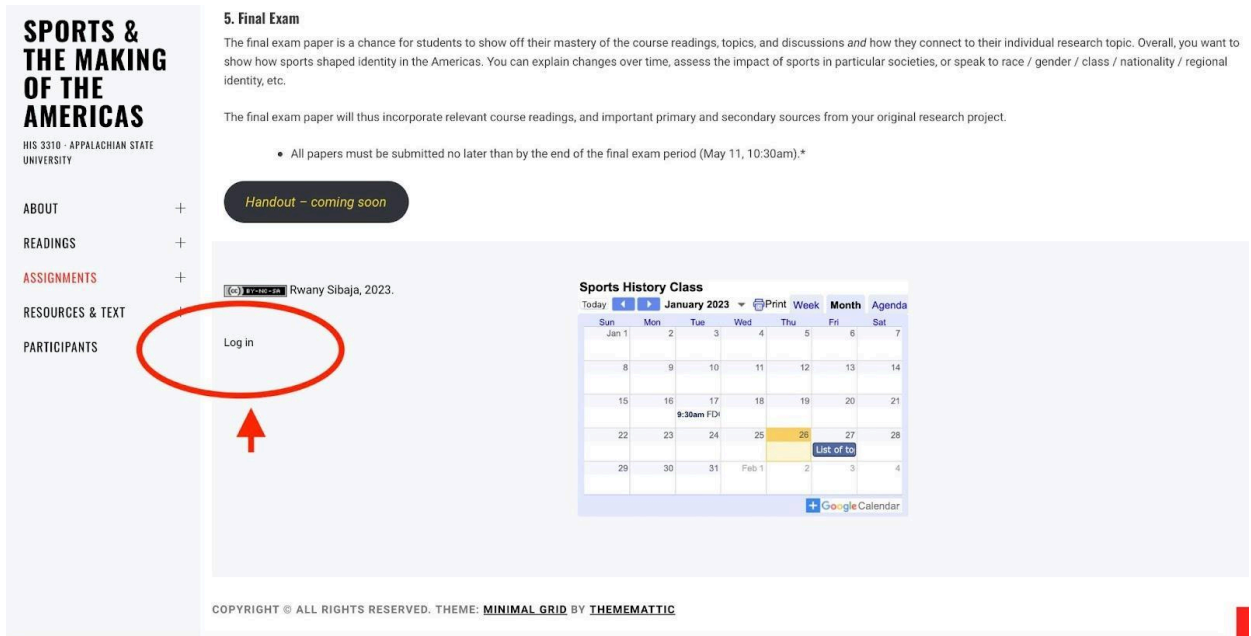 SPORTS &
THE MAKING
OF THE
AMERICAS
HIS 3310 · APPALACHIAN STATE
UNIVERSITY
ABOUT
READINGS
ASSIGNMENTS
RESOURCES & TEXT
PARTICIPANTS
5. Final Exam
The final exam paper is a chance for students to show off their mastery of the course readings, topics, and discussions and how they connect to their individual research topic. Overall, you want to
show how sports shaped identity in the Americas. You can explain changes over time, assess the impact of sports in particular societies, or speak to race / gender / class / nationality / regional
identity, etc.
The final exam paper will thus incorporate relevant course readings, and important primary and secondary sources from your original research project.
• All papers must be submitted no later than by the end of the final exam period (May 11, 10:30am).*
Handout – coming soon
(cc) BY-NC-SA Rwany Sibaja, 2023.
Log in
Sports History Class
Today January 2023 Print Week Month Agenda
Sun Mon Tue Wed Thu Fri Sat
Jan 1 2 3 4 5 6 7
8 9 10 11 12 13 14
15 16 17 18 19 20 21
9:30am FD
22 23 24 25 26 27 28
List of to
29 30 31 Feb 1 2 3 4
Google Calendar
COPYRIGHT © ALL RIGHTS RESERVED. THEME: MINIMAL GRID BY THEMEMATTIC